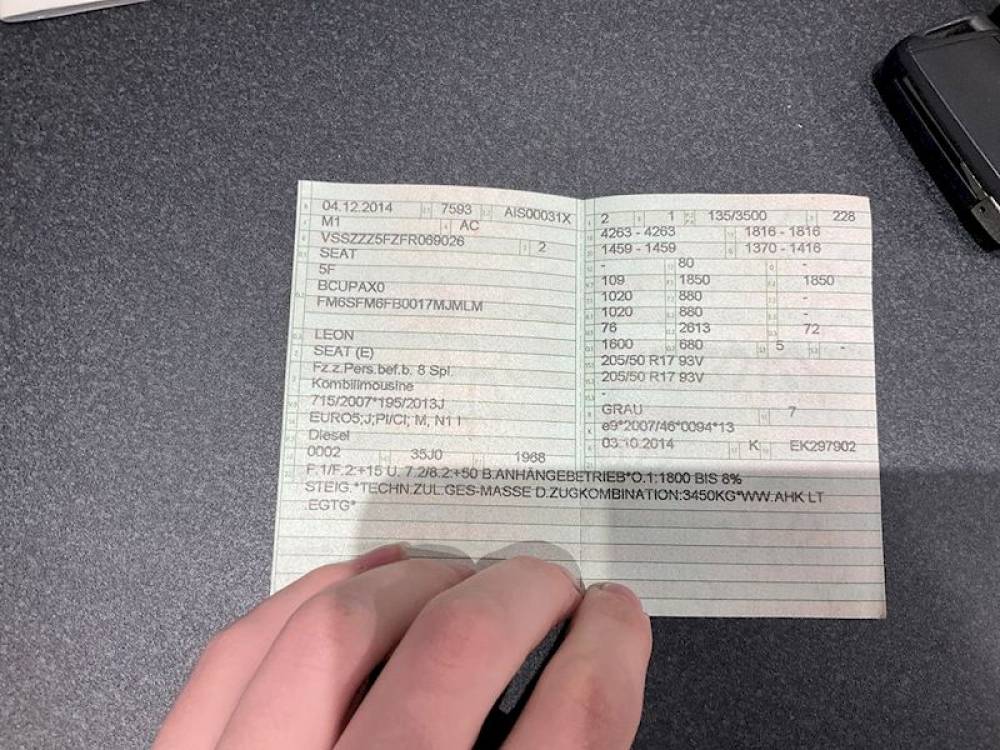 04.12.2014 7593 AIS00031X
M1 AC
VSSZZZ5FZFR069026 2
SEAT
5F
BCUPAX0
FM6SFM6FB0017MJMLM
LEON
SEAT (E)
Fz.z.Pers.bef.b. 8 Spl.
Kombilimousine
715/2007*195/2013J
EURO5;J;PI/CI; M, N1 I
Diesel
0002 35J0 1968
2 1 135/3500 228
4263 - 4263 1816 - 1816
1459 - 1459 1370 - 1416
- 80 -
109 1850 1850
1020 880
1020 880
76 2613 72
1600 680 5 -
205/50 R17 93V
205/50 R17 93V
-
GRAU 7
e9*2007/46*0094*13
03.10.2014 K EK297902
F.1/F.2:+15 U. 7.2/8.2:+50 B.ANHÄNGEBETRIEB*O.1:1800 BIS 8%
STEIG.*TECHN.ZUL.GES-MASSE D.ZUGKOMBINATION:3450KG*WW.AHK LT
.EGTG*